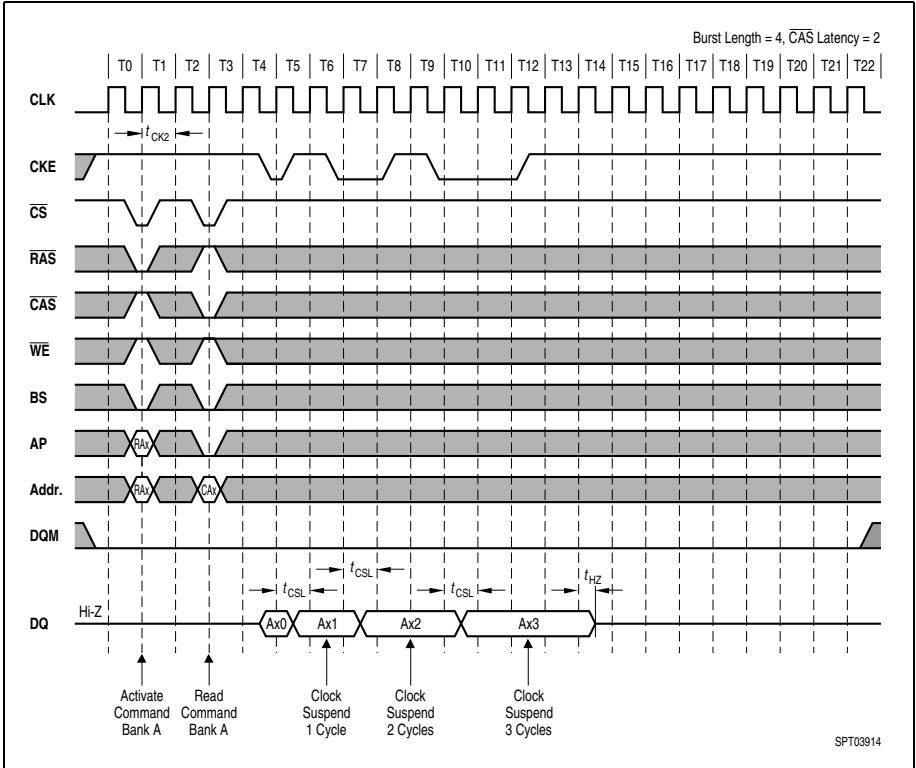 Burst Length = 4, CAS Latency = 2
T0 T1 T2 T3 T4 T5 T6 T7 T8 T9 T10 T11 T12 T13 T14 T15 T16 T17 T18 T19 T20 T21 T22
CLK
tCK2
CKE
CS
RAS
CAS
WE
BS
AP RAx
Addr. RAx CAx
DQM
tCSL tCSL tCSL tHZ
DQ Hi-Z Ax0 Ax1 Ax2 Ax3
Activate Command Bank A
Read Command Bank A
Clock Suspend 1 Cycle
Clock Suspend 2 Cycles
Clock Suspend 3 Cycles
SPT03914